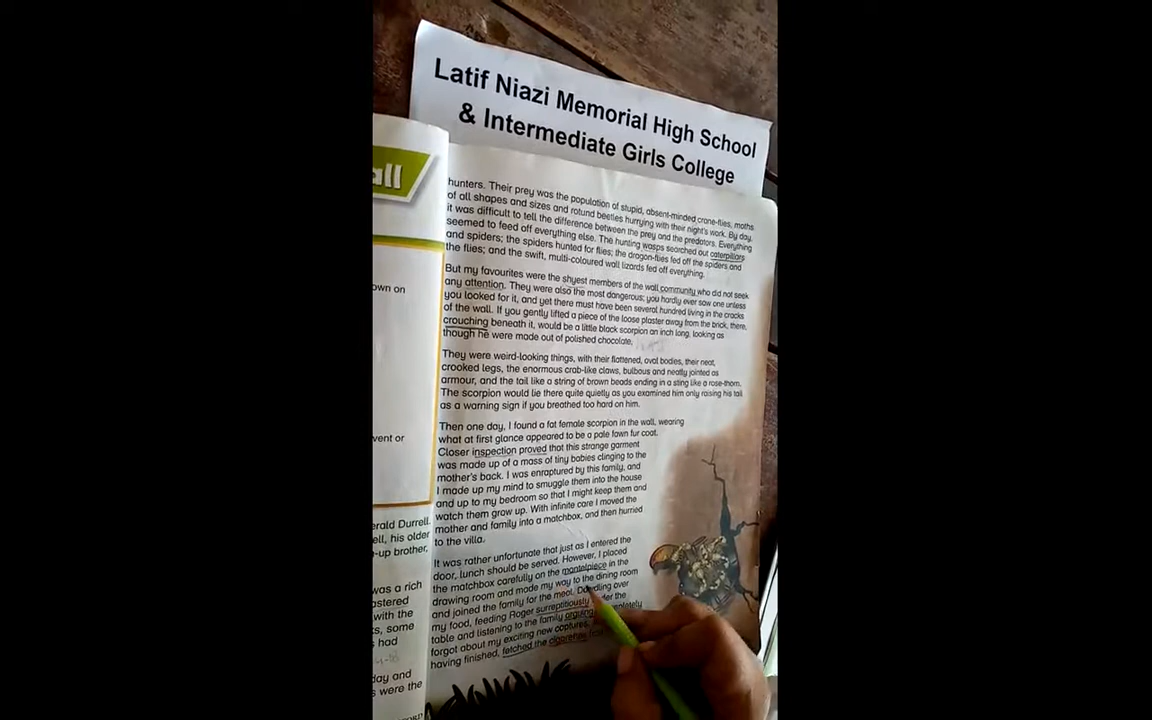 Latif Niazi Memorial High School
& Intermediate Girls College
all
own on
vent or
erald Durrell.
ell, his older
-up brother,
was a rich
astered
with the
ks, some
had
day and
s were the
hunters. Their prey was the population of stupid, absent-minded crane-flies, moths
of all shapes and sizes and rotund beetles hurrying with their night's work. By day,
it was difficult to tell the difference between the prey and the predators. Everything
seemed to feed off everything else. The hunting wasps searched out caterpillars
and spiders; the spiders hunted for flies; the dragon-flies fed off the spiders and
the flies; and the swift, multi-coloured wall lizards fed off everything.
But my favourites were the shyest members of the wall community who did not seek
any attention. They were also the most dangerous; you hardly ever saw one unless
you looked for it, and yet there must have been several hundred living in the cracks
of the wall. If you gently lifted a piece of the loose plaster away from the brick, there,
crouching beneath it, would be a little black scorpion an inch long, looking as
though he were made out of polished chocolate.
They were weird-looking things, with their flattened, oval bodies, their neat,
crooked legs, the enormous crab-like claws, bulbous and neatly jointed as
armour, and the tail like a string of brown beads ending in a sting like a rose-thorn.
The scorpion would lie there quite quietly as you examined him only raising his tail
as a warning sign if you breathed too hard on him.
Then one day, I found a fat female scorpion in the wall, wearing
what at first glance appeared to be a pale fawn fur coat.
Closer inspection proved that this strange garment
was made up of a mass of tiny babies clinging to the
mother's back. I was enraptured by this family, and
I made up my mind to smuggle them into the house
and up to my bedroom so that I might keep them and
watch them grow up. With infinite care I moved the
mother and family into a matchbox, and then hurried
to the villa.
It was rather unfortunate that just as I entered the
door, lunch should be served. However, I placed
the matchbox carefully on the mantelpiece in the
drawing room and made my way to the dining room
and joined the family for the meal. Dawdling over
my food, feeding Roger surreptitiously under the
table and listening to the family arguing, completely
forgot about my exciting new captures.
having finished, fetched the cigarettes